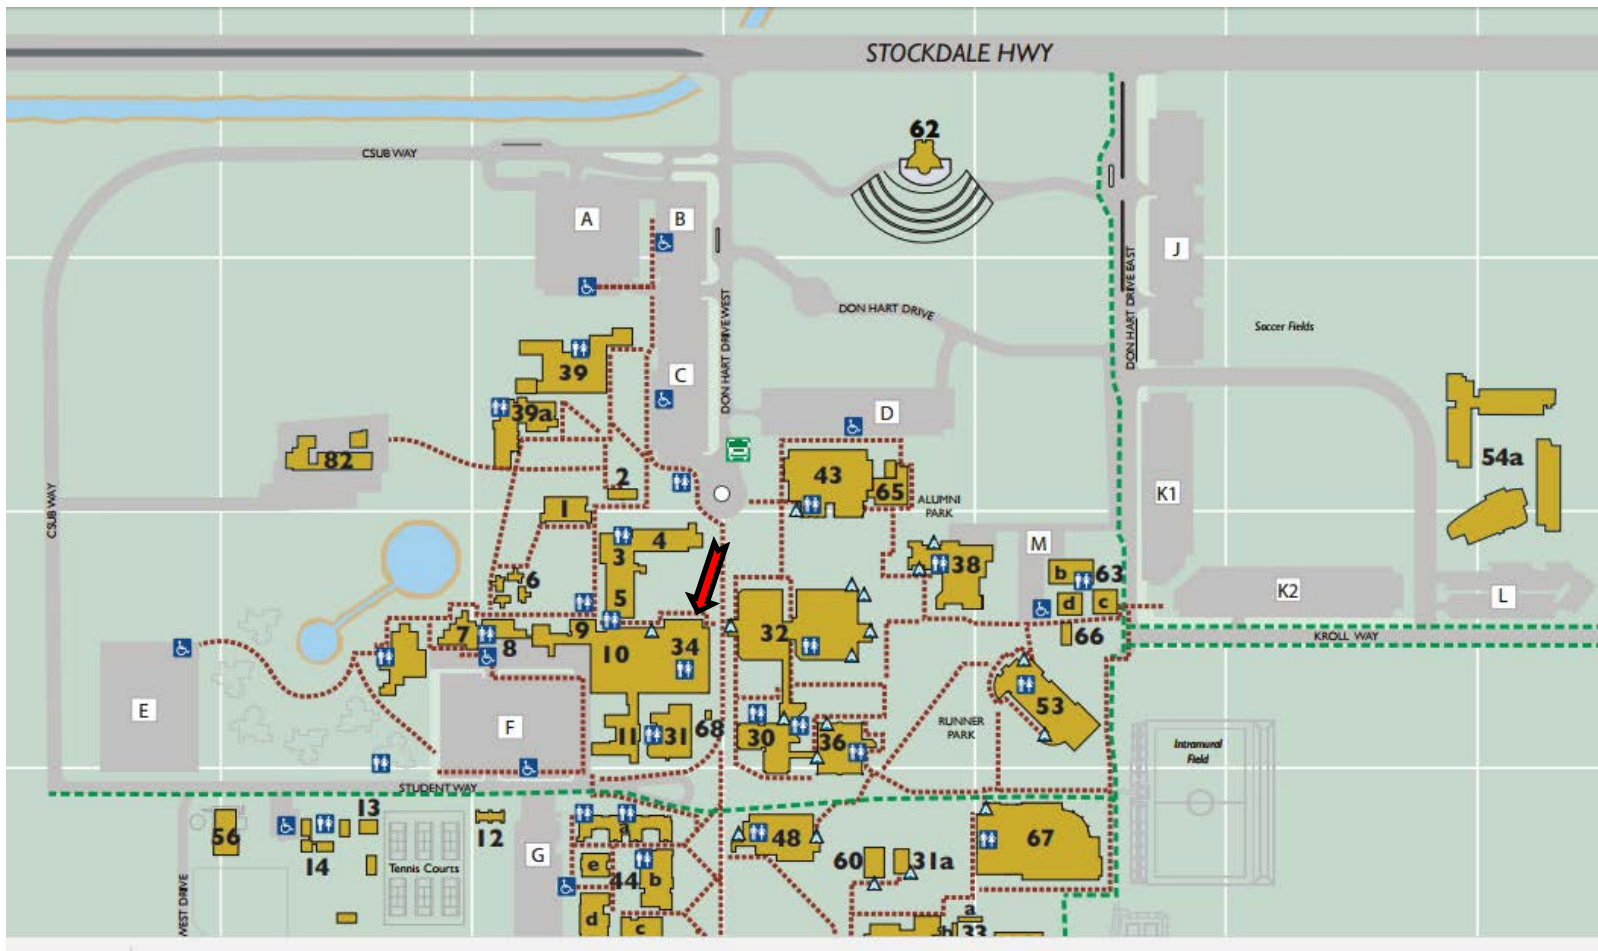 STOCKDALE HWY
62
CSUB WAY
A
B
J
DON HART DRIVE EAST
DON HART DRIVE WEST
DON HART DRIVE
Soccer Fields
39
C
39a
D
82
2
43
65
54a
K1
ALUMNI
PARK
CSUB WAY
1
4
3
M
38
b
63
6
5
d
c
K2
L
7
8
9
10
34
32
66
KROLL WAY
E
F
11
31
68
30
36
RUNNER
PARK
53
Intramural
Field
STUDENT WAY
56
13
14
12
Tennis Courts
G
a
e
44
b
d
c
48
60
31a
67
WEST DRIVE
a
b
33